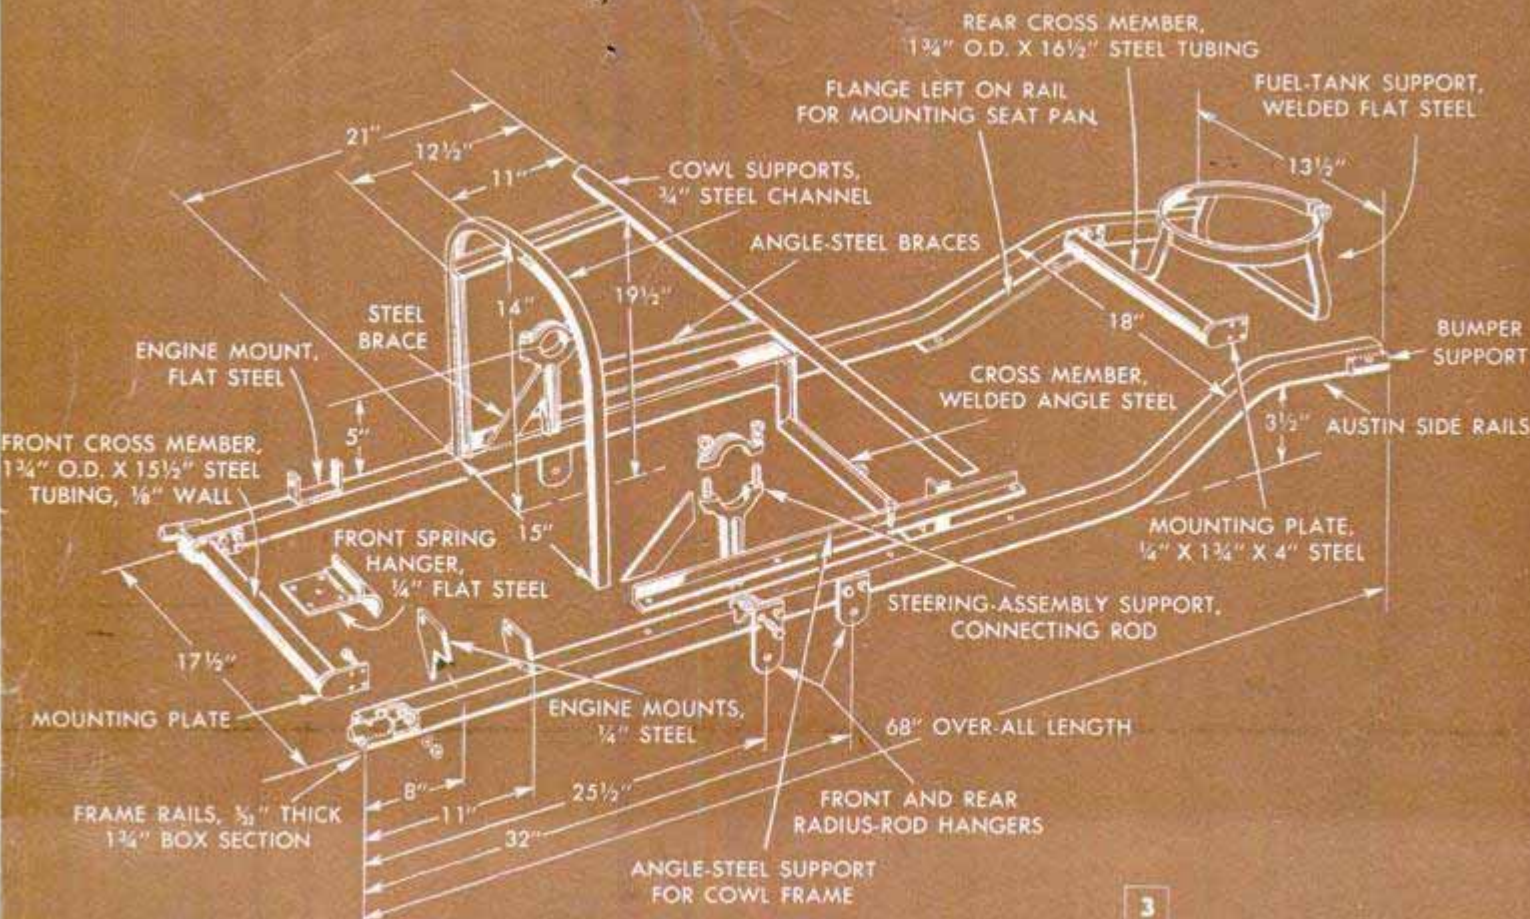 REAR CROSS MEMBER,
1¾" O.D. X 16½" STEEL TUBING
FLANGE LEFT ON RAIL
FOR MOUNTING SEAT PAN.
FUEL-TANK SUPPORT,
WELDED FLAT STEEL
21"
12½"
11"
13½"
COWL SUPPORTS,
¾" STEEL CHANNEL
ANGLE-STEEL BRACES
14"
19½"
18"
STEEL
BRACE
ENGINE MOUNT,
FLAT STEEL
BUMPER
SUPPORT
CROSS MEMBER,
WELDED ANGLE STEEL
3½"
AUSTIN SIDE RAILS
5"
FRONT CROSS MEMBER,
1¾" O.D. X 15½" STEEL
TUBING, ⅛" WALL
15"
FRONT SPRING
HANGER,
¼" FLAT STEEL
MOUNTING PLATE,
¼" X 1¾" X 4" STEEL
STEERING-ASSEMBLY SUPPORT,
CONNECTING ROD
17½"
MOUNTING PLATE
ENGINE MOUNTS,
¼" STEEL
68" OVER-ALL LENGTH
8"
11"
25½"
32"
FRAME RAILS, THICK
1¾" BOX SECTION
FRONT AND REAR
RADIUS-ROD HANGERS
ANGLE-STEEL SUPPORT
FOR COWL FRAME
3